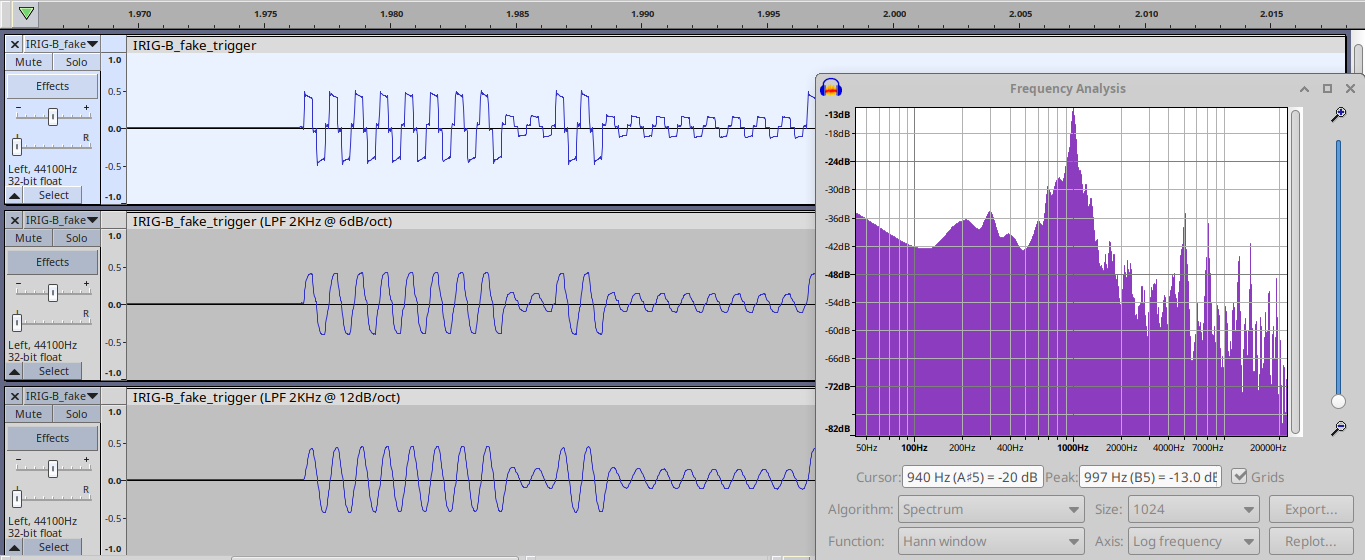 1.970 1.975 1.980 1.985 1.990 1.995 2.000 2.005 2.010 2.015
IRIG-B_fake
Mute Solo
Effects
- +
R
Left, 44100Hz
32-bit float
Select
1.0
0.5
0.0
-0.5
-1.0
IRIG-B_fake_trigger
IRIG-B_fake
Mute Solo
Effects
- +
R
Left, 44100Hz
32-bit float
Select
1.0
0.5
0.0
-0.5
-1.0
IRIG-B_fake_trigger (LPF 2KHz @ 6dB/oct)
IRIG-B_fake
Mute Solo
Effects
- +
R
Left, 44100Hz
32-bit float
Select
1.0
0.5
0.0
-0.5
-1.0
IRIG-B_fake_trigger (LPF 2KHz @ 12dB/oct)
Frequency Analysis
-13dB
-18dB
-24dB
-30dB
-36dB
-42dB
-48dB
-54dB
-60dB
-66dB
-72dB
-82dB
50Hz 100Hz 200Hz 400Hz 1000Hz 2000Hz 4000Hz 7000Hz 20000Hz
Cursor: 940 Hz (A♯5) = -20 dB Peak: 997 Hz (B5) = -13.0 dB Grids
Algorithm: Spectrum Size: 1024 Export...
Function: Hann window Axis: Log frequency Replot...